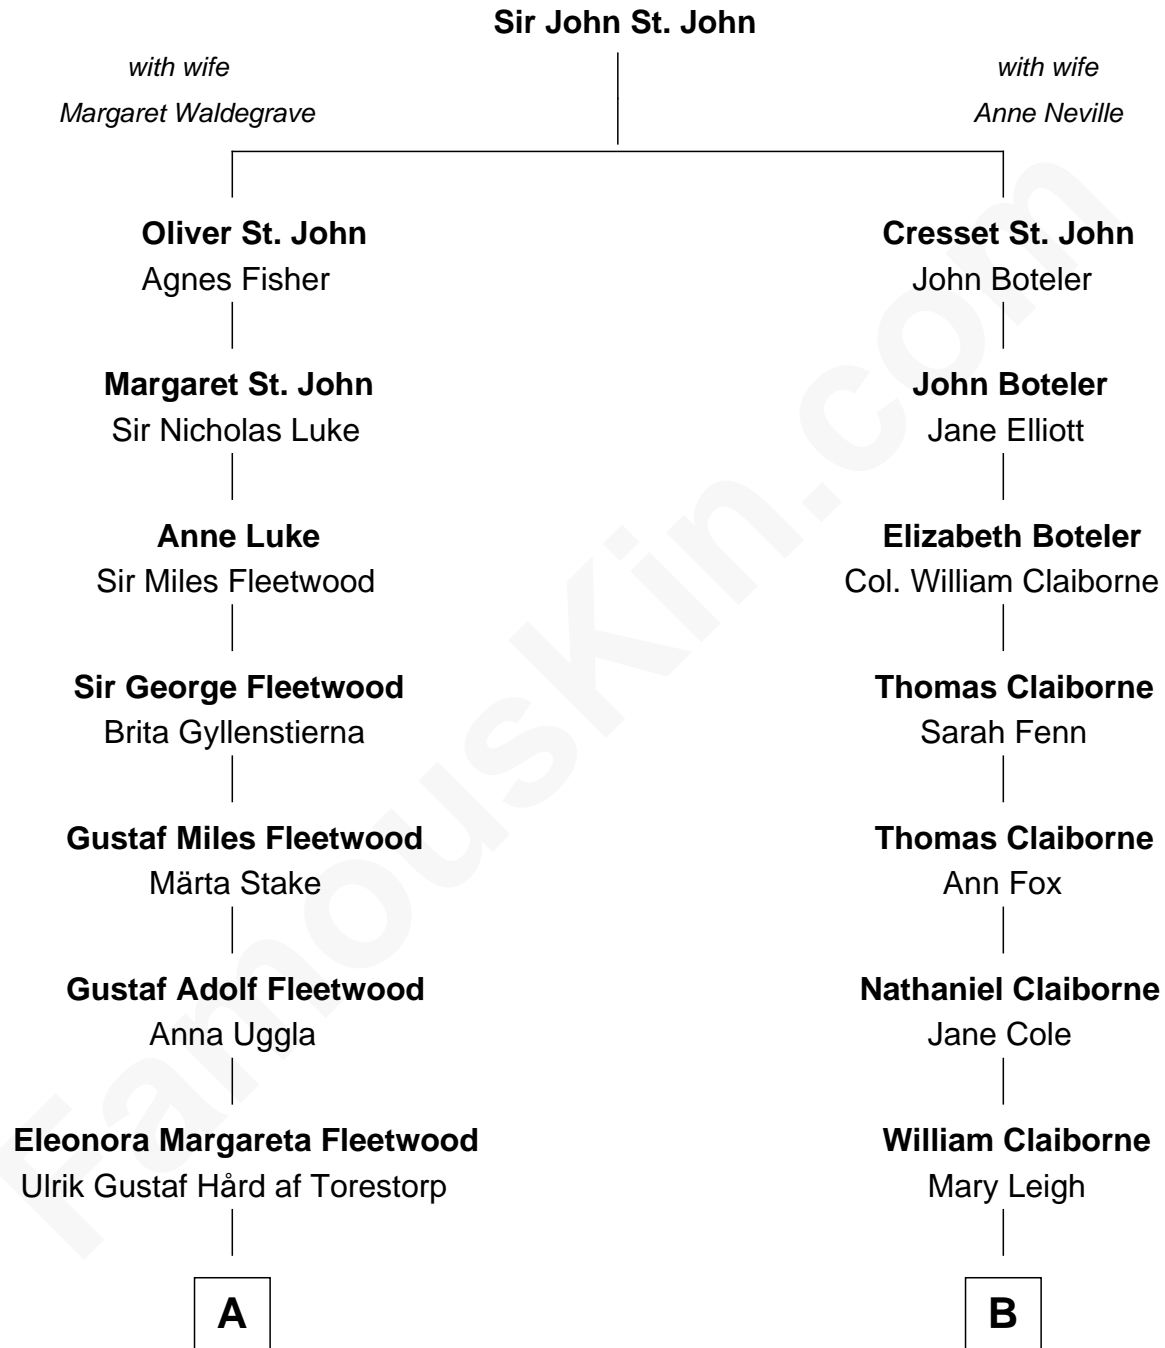 Sir John St. John
with wife
Margaret Waldegrave
with wife
Anne Neville
Oliver St. John
Agnes Fisher
Cresset St. John
John Boteler
Margaret St. John
Sir Nicholas Luke
John Boteler
Jane Elliott
Anne Luke
Sir Miles Fleetwood
Elizabeth Boteler
Col. William Claiborne
Sir George Fleetwood
Brita Gyllenstierna
Thomas Claiborne
Sarah Fenn
Gustaf Miles Fleetwood
Märta Stake
Thomas Claiborne
Ann Fox
Gustaf Adolf Fleetwood
Anna Uggla
Nathaniel Claiborne
Jane Cole
Eleonora Margareta Fleetwood
Ulrik Gustaf Hård af Torestorp
William Claiborne
Mary Leigh
A
B
FamousKin.com